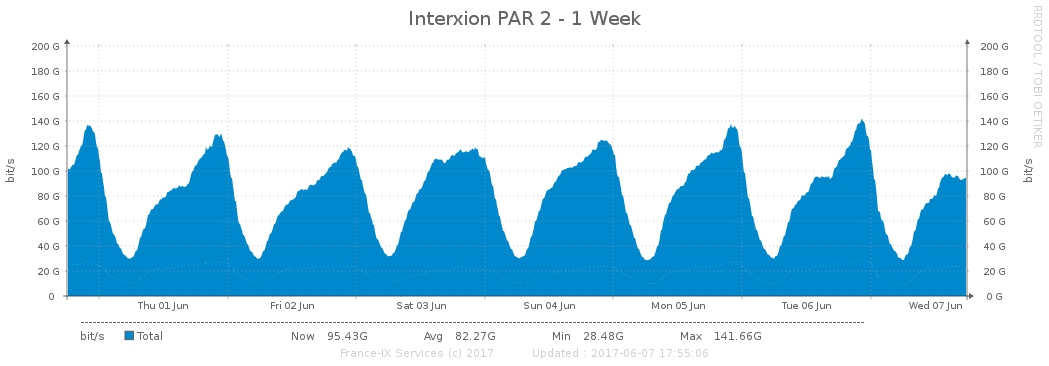 Interxion PAR 2 - 1 Week
RRDTOOL / TOBI OETIKER
200 G 200 G
180 G 180 G
160 G 160 G
140 G 140 G
120 G 120 G
100 G 100 G
80 G 80 G
60 G 60 G
40 G 40 G
20 G 20 G
0 0 G
bit/s bit/s
Thu 01 Jun Fri 02 Jun Sat 03 Jun Sun 04 Jun Mon 05 Jun Tue 06 Jun Wed 07 Jun
bit/s Total Now 95.43G Avg 82.27G Min 28.48G Max 141.66G
France-IX Services (c) 2017 Updated : 2017-06-07 17:55:06